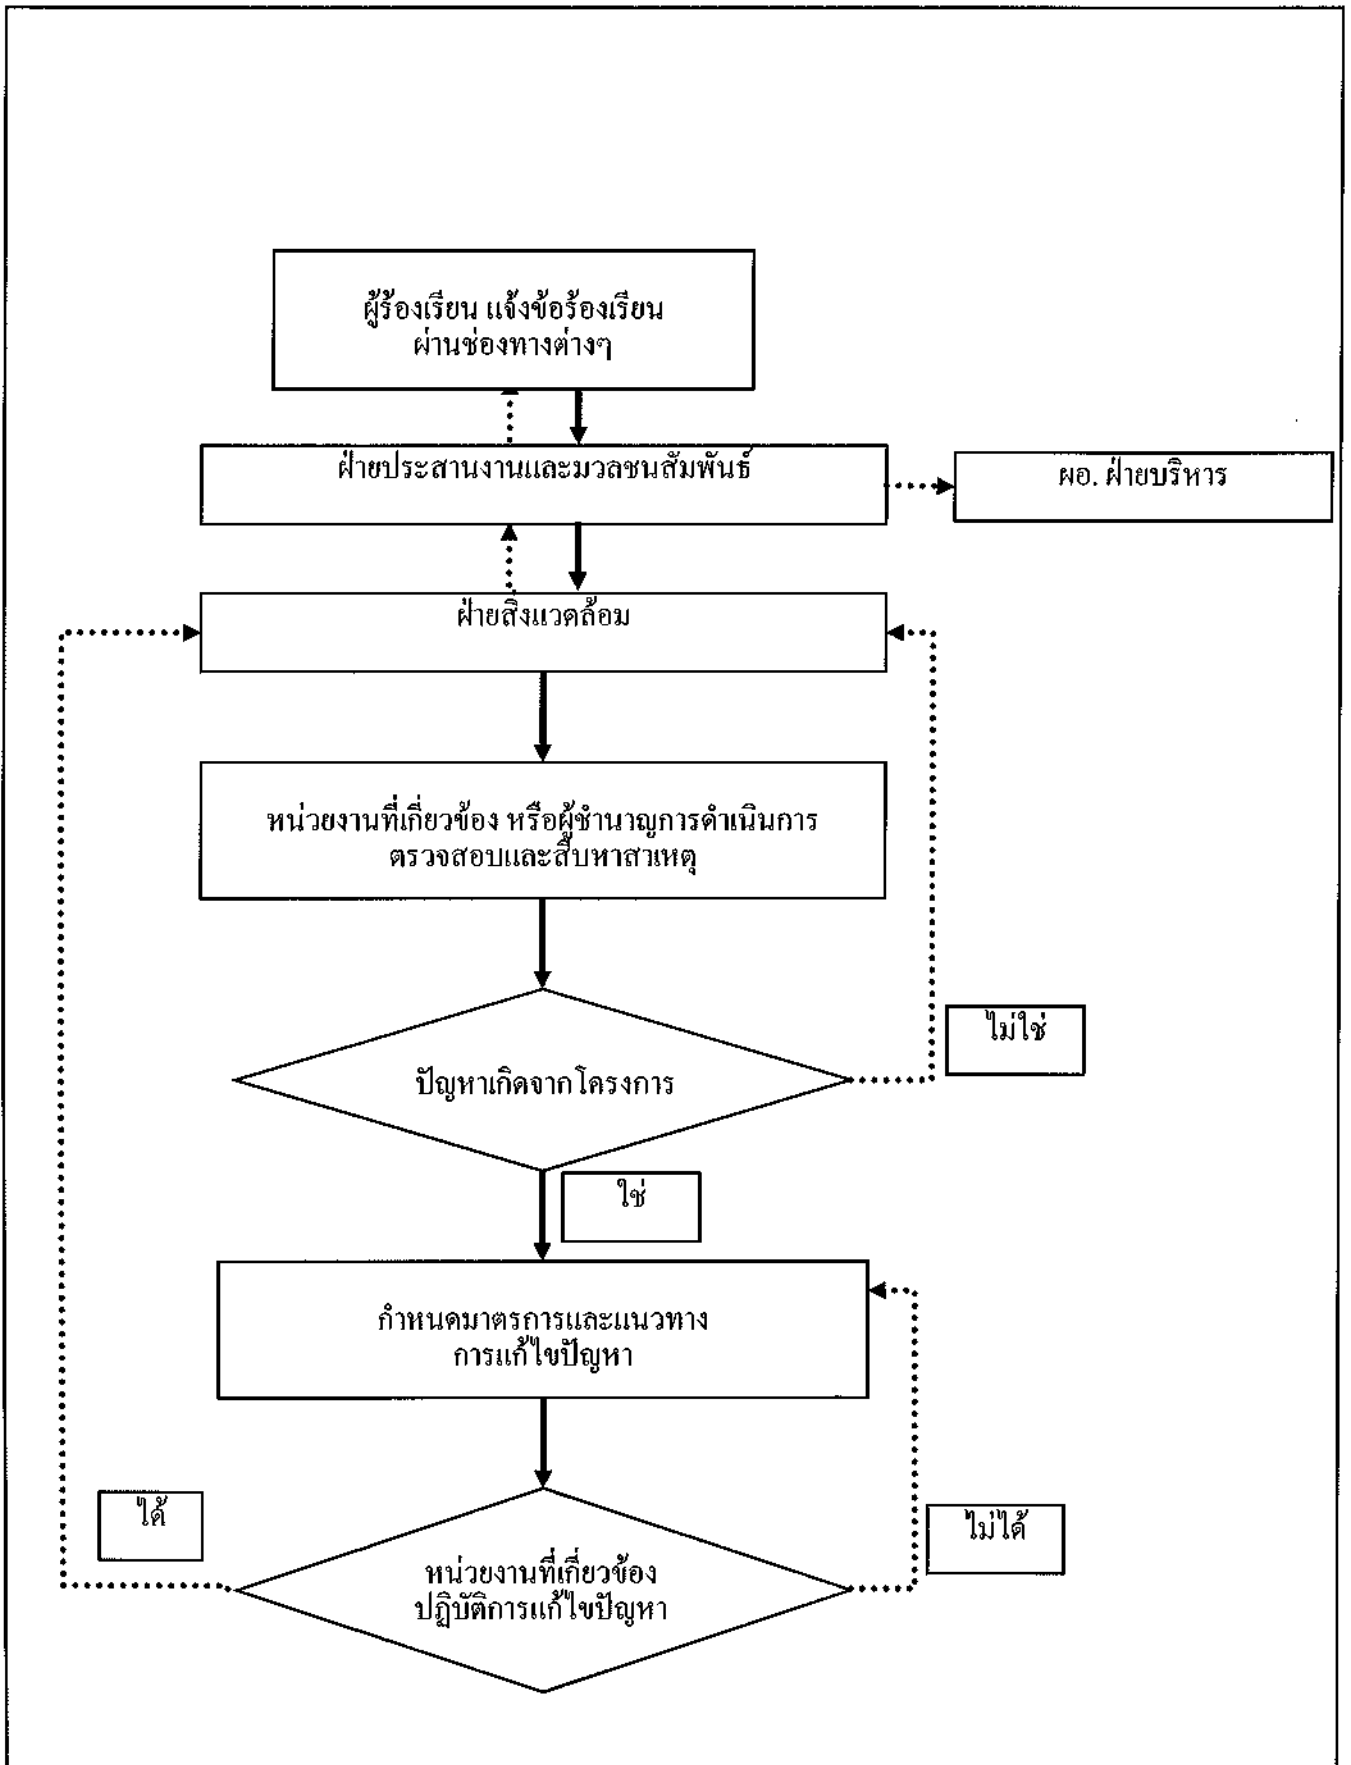 ผู้ร้องเรียน แจ้งข้อร้องเรียน
ผ่านช่องทางต่างๆ
ฝ่ายประสานงานและมวลชนสัมพันธ์
ผอ. ฝ่ายบริหาร
ฝ่ายสิ่งแวดล้อม
หน่วยงานที่เกี่ยวข้อง หรือผู้ชำนาญการดำเนินการ
ตรวจสอบและสืบหาสาเหตุ
ไม่ใช่
ปัญหาเกิดจากโครงการ
ใช่
กำหนดมาตรการและแนวทาง
การแก้ไขปัญหา
ได้
ไม่ได้
หน่วยงานที่เกี่ยวข้อง
ปฏิบัติการแก้ไขปัญหา